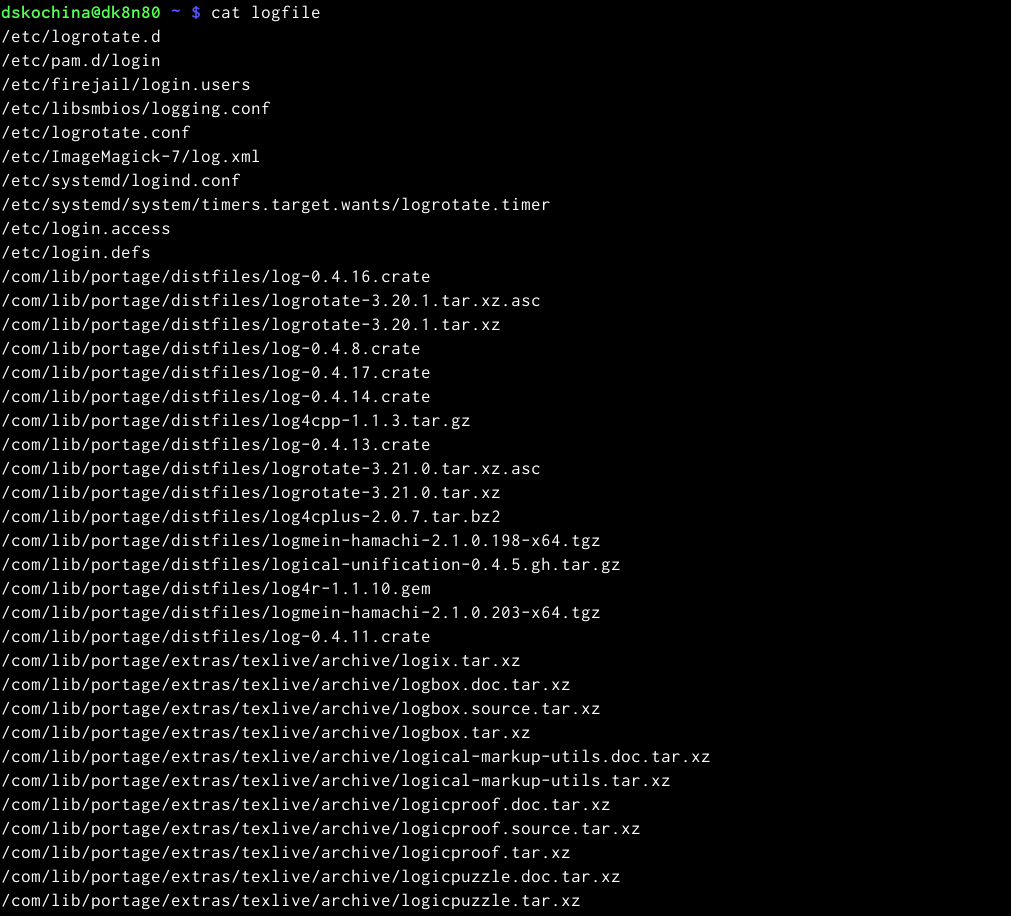 dskochina@dk8n80 ~ $ cat logfile
/etc/logrotate.d
/etc/pam.d/login
/etc/firejail/login.users
/etc/libsmbios/logging.conf
/etc/logrotate.conf
/etc/ImageMagick-7/log.xml
/etc/systemd/logind.conf
/etc/systemd/system/timers.target.wants/logrotate.timer
/etc/login.access
/etc/login.defs
/com/lib/portage/distfiles/log-0.4.16.crate
/com/lib/portage/distfiles/logrotate-3.20.1.tar.xz.asc
/com/lib/portage/distfiles/logrotate-3.20.1.tar.xz
/com/lib/portage/distfiles/log-0.4.8.crate
/com/lib/portage/distfiles/log-0.4.17.crate
/com/lib/portage/distfiles/log-0.4.14.crate
/com/lib/portage/distfiles/log4cpp-1.1.3.tar.gz
/com/lib/portage/distfiles/log-0.4.13.crate
/com/lib/portage/distfiles/logrotate-3.21.0.tar.xz.asc
/com/lib/portage/distfiles/logrotate-3.21.0.tar.xz
/com/lib/portage/distfiles/log4cplus-2.0.7.tar.bz2
/com/lib/portage/distfiles/logmein-hamachi-2.1.0.198-x64.tgz
/com/lib/portage/distfiles/logical-unification-0.4.5.gh.tar.gz
/com/lib/portage/distfiles/log4r-1.1.10.gem
/com/lib/portage/distfiles/logmein-hamachi-2.1.0.203-x64.tgz
/com/lib/portage/distfiles/log-0.4.11.crate
/com/lib/portage/extras/texlive/archive/logix.tar.xz
/com/lib/portage/extras/texlive/archive/logbox.doc.tar.xz
/com/lib/portage/extras/texlive/archive/logbox.source.tar.xz
/com/lib/portage/extras/texlive/archive/logbox.tar.xz
/com/lib/portage/extras/texlive/archive/logical-markup-utils.doc.tar.xz
/com/lib/portage/extras/texlive/archive/logical-markup-utils.tar.xz
/com/lib/portage/extras/texlive/archive/logicproof.doc.tar.xz
/com/lib/portage/extras/texlive/archive/logicproof.source.tar.xz
/com/lib/portage/extras/texlive/archive/logicproof.tar.xz
/com/lib/portage/extras/texlive/archive/logicpuzzle.doc.tar.xz
/com/lib/portage/extras/texlive/archive/logicpuzzle.tar.xz